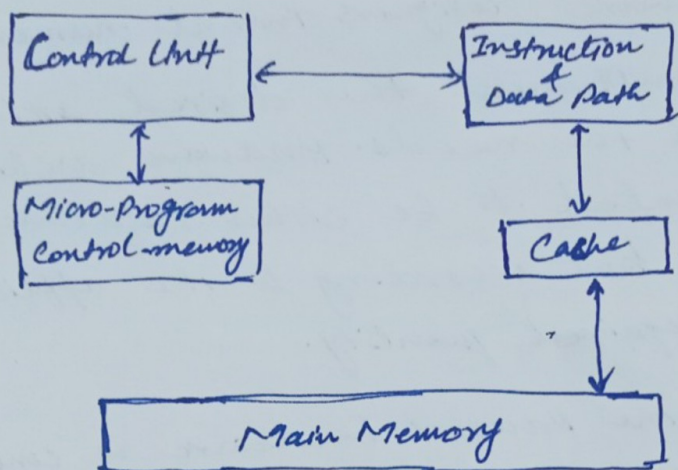 Control Unit
Instruction
&
Data Path
Micro-Program
Control-memory
Cache
Main Memory